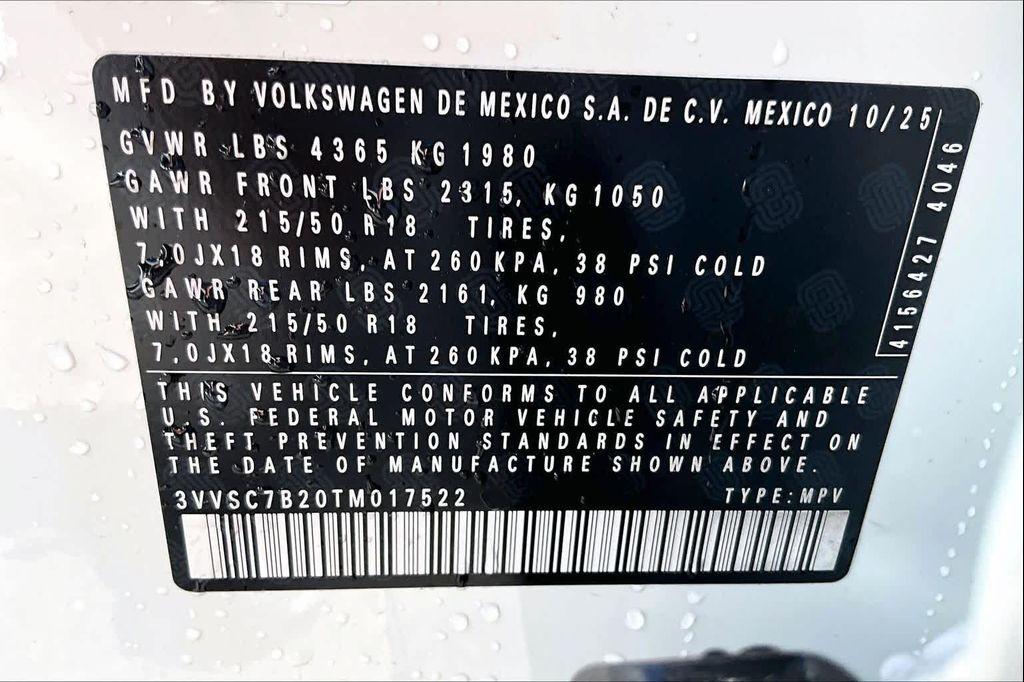 MFD BY VOLKSWAGEN DE MEXICO S.A. DE C.V. MEXICO 10/25
GVWR LBS 4365 KG 1980
GAWR FRONT LBS 2315, KG 1050
WITH 215/50 R18 TIRES,
7,0JX18 RIMS, AT 260 KPA, 38 PSI COLD
GAWR REAR LBS 2161, KG 980
WITH 215/50 R18 TIRES,
7,0JX18 RIMS, AT 260 KPA, 38 PSI COLD
4156427 4046
THIS VEHICLE CONFORMS TO ALL APPLICABLE
U.S. FEDERAL MOTOR VEHICLE SAFETY AND
THEFT PREVENTION STANDARDS IN EFFECT ON
THE DATE OF MANUFACTURE SHOWN ABOVE.
3VVSC7B20TM017522 TYPE: MPV